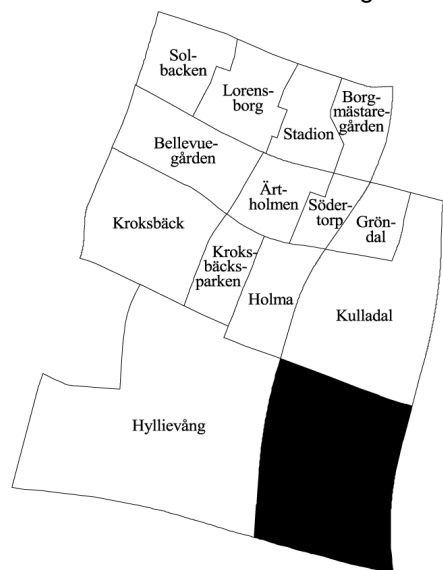 Sol-
backen
Lorens-
borg
Borg-
mästare-
gården
Stadion
Bellevue-
gården
Ärt-
holmen
Söder-
torp
Grön-
dal
Kroksbäck
Kroks-
bäcks-
parken
Holma
Kulladal
Hyllievång